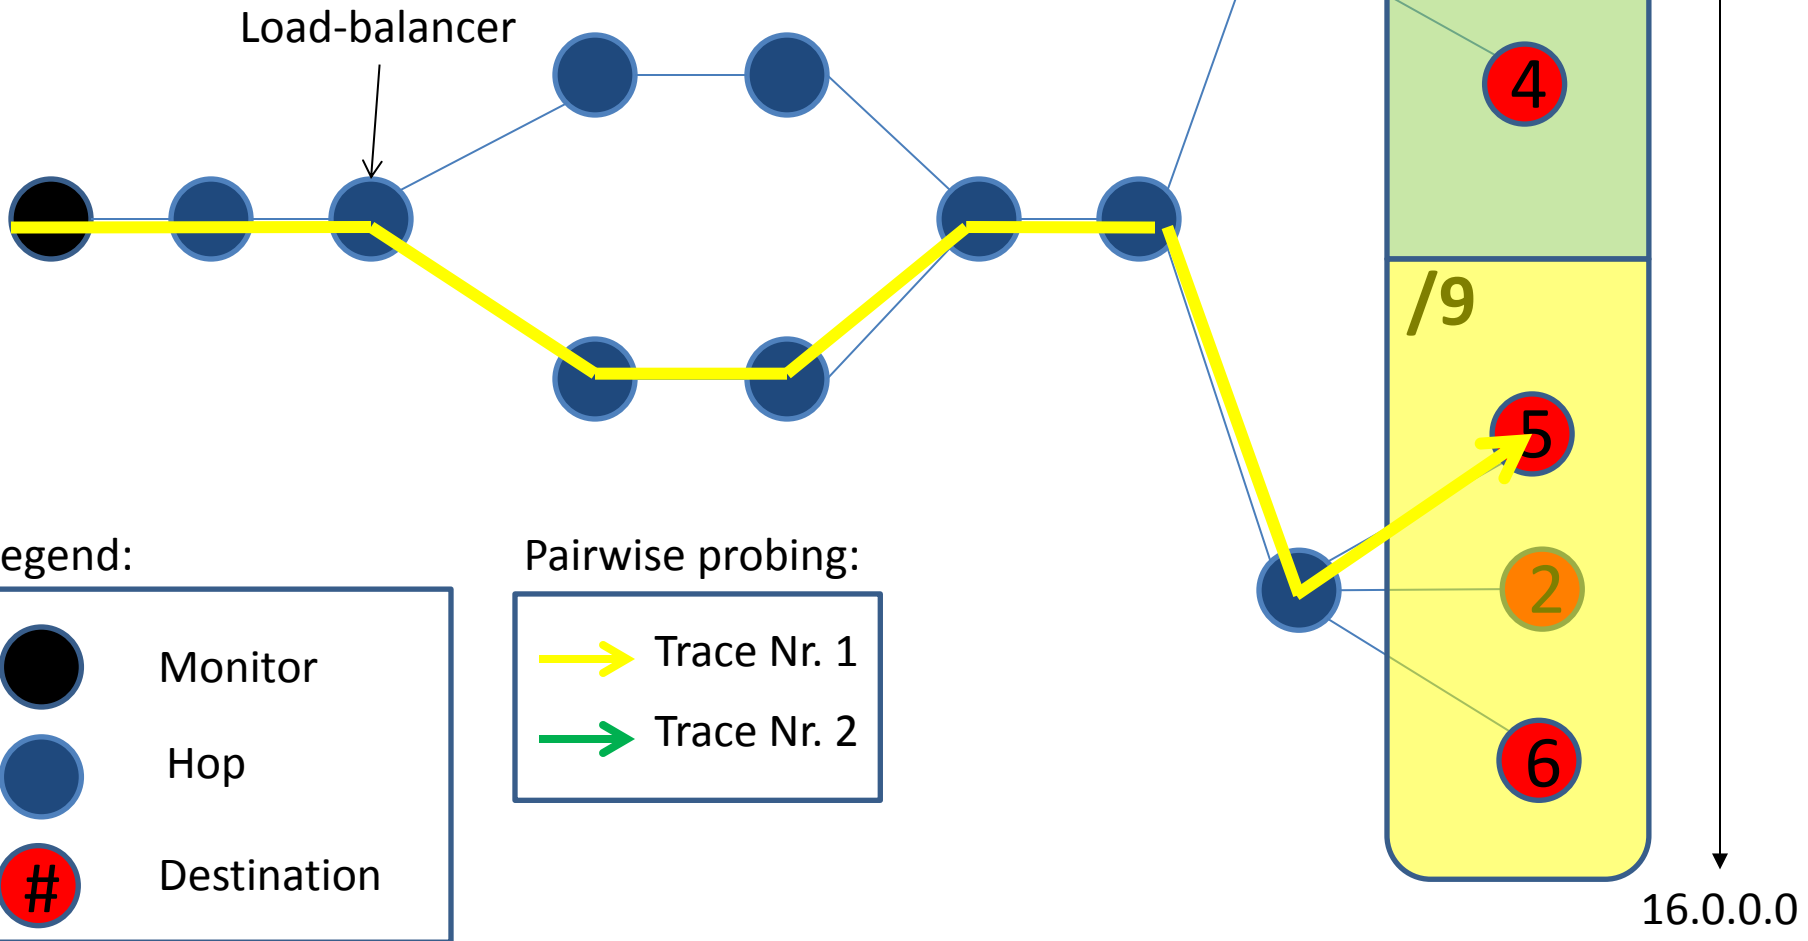 Load-balancer
4
/9
5
egend:
Pairwise probing:
2
Trace Nr. 1
Monitor
Trace Nr. 2
Hop
6
#
Destination
16.0.0.0